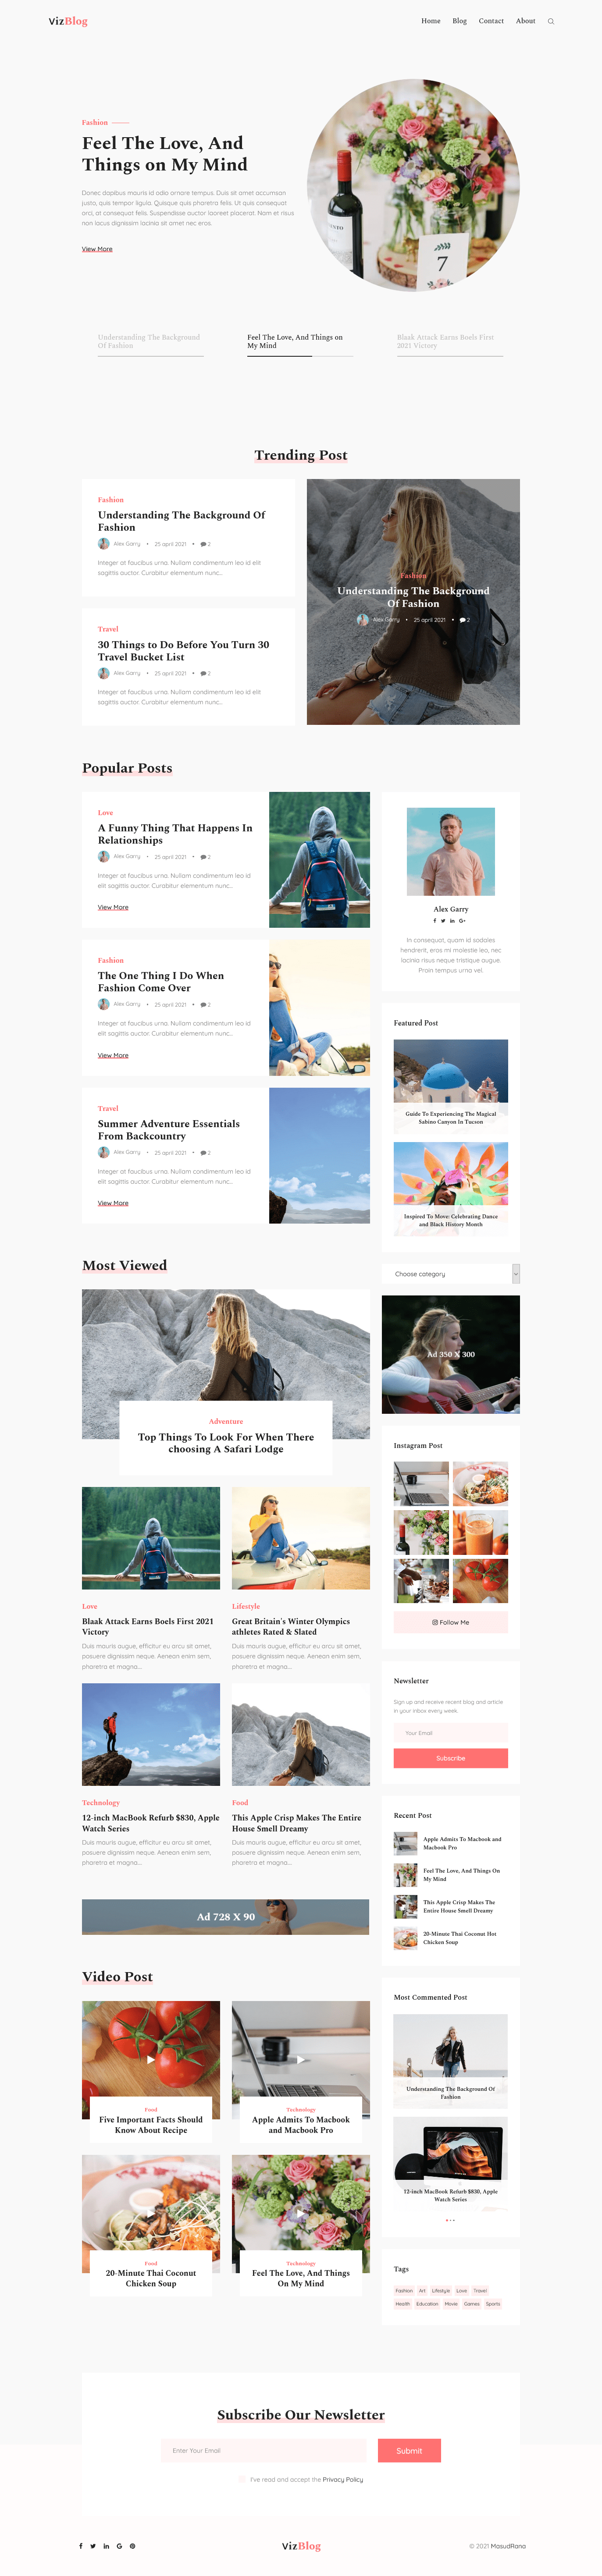 VizBlog
Home Blog Contact About
Fashion
Feel The Love, And
Things on My Mind
Donec dapibus mauris id odio ornare tempus. Duis sit amet accumsan
justo, quis tempor ligula. Quisque quis pharetra felis. Ut quis consequat
orci, at consequat felis. Suspendisse auctor laoreet placerat. Nam et risus
non lacus dignissim lacinia sit amet nec eros.
View More
7
Understanding The Background
Of Fashion
Feel The Love, And Things on
My Mind
Blaak Attack Earns Boels First
2021 Victory
Trending Post
Fashion
Understanding The Background Of
Fashion
Alex Garry • 25 april 2021 • 2
Integer at faucibus urna. Nullam condimentum leo id elit
sagittis auctor. Curabitur elementum nunc...
Travel
30 Things to Do Before You Turn 30
Travel Bucket List
Alex Garry • 25 april 2021 • 2
Integer at faucibus urna. Nullam condimentum leo id elit
sagittis auctor. Curabitur elementum nunc...
Fashion
Understanding The Background
Of Fashion
Alex Garry • 25 april 2021 • 2
Popular Posts
Love
A Funny Thing That Happens In
Relationships
Alex Garry • 25 april 2021 • 2
Integer at faucibus urna. Nullam condimentum leo id elit
sagittis auctor. Curabitur elementum nunc...
View More
Fashion
The One Thing I Do When
Fashion Come Over
Alex Garry • 25 april 2021 • 2
Integer at faucibus urna. Nullam condimentum leo id elit
sagittis auctor. Curabitur elementum nunc...
View More
Travel
Summer Adventure Essentials
From Backcountry
Alex Garry • 25 april 2021 • 2
Integer at faucibus urna. Nullam condimentum leo id elit
sagittis auctor. Curabitur elementum nunc...
View More
Most Viewed
Adventure
Top Things To Look For When There
choosing A Safari Lodge
Love
Blaak Attack Earns Boels First 2021
Victory
Duis mauris augue, efficitur eu arcu sit amet,
posuere dignissim neque. Aenean enim sem,
pharetra et magna...
Lifestyle
Great Britain's Winter Olympics
athletes Rated & Slated
Duis mauris augue, efficitur eu arcu sit amet,
posuere dignissim neque. Aenean enim sem,
pharetra et magna...
Technology
12-inch MacBook Refurb $830, Apple
Watch Series
Duis mauris augue, efficitur eu arcu sit amet,
posuere dignissim neque. Aenean enim sem,
pharetra et magna...
Food
This Apple Crisp Makes The Entire
House Smell Dreamy
Duis mauris augue, efficitur eu arcu sit amet,
posuere dignissim neque. Aenean enim sem,
pharetra et magna...
Ad 728 X 90
Video Post
Food
Five Important Facts Should
Know About Recipe
Technology
Apple Admits To Macbook
and Macbook Pro
Food
20-Minute Thai Coconut
Chicken Soup
Technology
Feel The Love, And Things
On My Mind
Alex Garry
In consequat, quam id sodales
hendrerit, eros mi molestie leo, nec
lacinia risus neque tristique augue.
Proin tempus urna vel.
Featured Post
Guide To Experiencing The Magical
Sabino Canyon In Tucson
Inspired To Move: Celebrating Dance
and Black History Month
Choose category
Ad 350 X 300
Instagram Post
Follow Me
Newsletter
Sign up and receieve recent blog and article
in your inbox every week.
Your Email
Subscribe
Recent Post
Apple Admits To Macbook and
Macbook Pro
Feel The Love, And Things On
My Mind
This Apple Crisp Makes The
Entire House Smell Dreamy
20-Minute Thai Coconut Hot
Chicken Soup
Most Commented Post
Understanding The Background Of
Fashion
12-inch MacBook Refurb $830, Apple
Watch Series
Tags
Fashion Art Lifestyle Love Travel
Health Education Movie Games Sports
Subscribe Our Newsletter
Enter Your Email
Submit
I've read and accept the Privacy Policy
VizBlog
© 2021 MasudRana